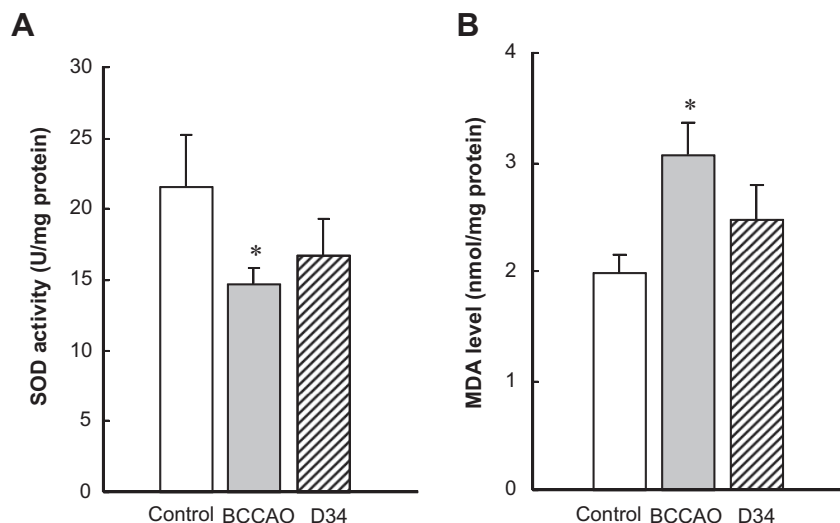 A
SOD activity (U/mg protein)
30
25
20
15
10
5
0
*
Control BCCAO D34
B
MDA level (nmol/mg protein)
4
3
2
1
0
*
Control BCCAO D34